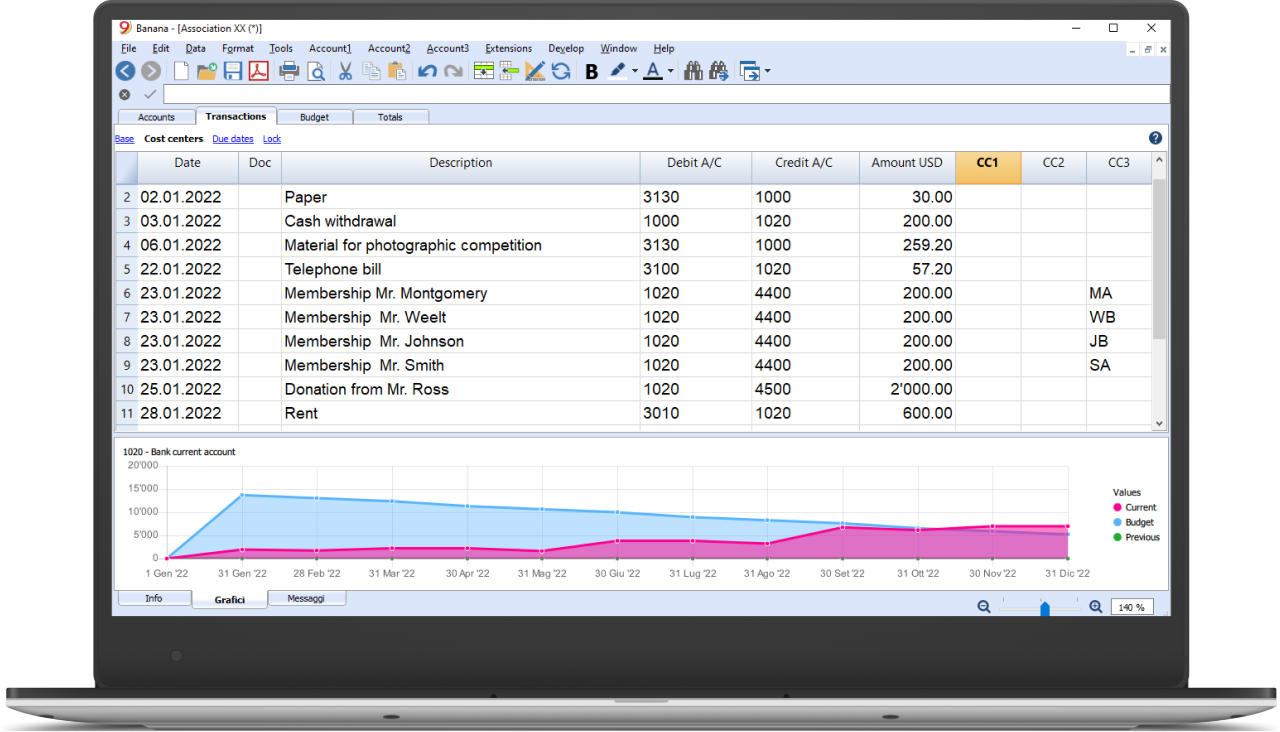 9 Banana - [Association XX (*)]
File Edit Data Format Tools Account1 Account2 Account3 Extensions Develop Window Help
B A
Accounts Transactions Budget Totals
Base Cost centers Due dates Lock ?
Date Doc Description Debit A/C Credit A/C Amount USD CC1 CC2 CC3
2 02.01.2022 Paper 3130 1000 30.00
3 03.01.2022 Cash withdrawal 1000 1020 200.00
4 06.01.2022 Material for photographic competition 3130 1000 259.20
5 22.01.2022 Telephone bill 3100 1020 57.20
6 23.01.2022 Membership Mr. Montgomery 1020 4400 200.00 MA
7 23.01.2022 Membership  Mr. Weelt 1020 4400 200.00 WB
8 23.01.2022 Membership  Mr. Johnson 1020 4400 200.00 JB
9 23.01.2022 Membership  Mr. Smith 1020 4400 200.00 SA
10 25.01.2022 Donation from Mr. Ross 1020 4500 2'000.00
11 28.01.2022 Rent 3010 1020 600.00
1020 - Bank current account
20'000
15'000
10'000
5'000
0
1 Gen '22 31 Gen '22 28 Feb '22 31 Mar '22 30 Apr '22 31 Mag '22 30 Giu '22 31 Lug '22 31 Ago '22 30 Set '22 31 Ott '22 30 Nov '22 31 Dic '22
Values
Current
Budget
Previous
Info Grafici Messaggi
140 %